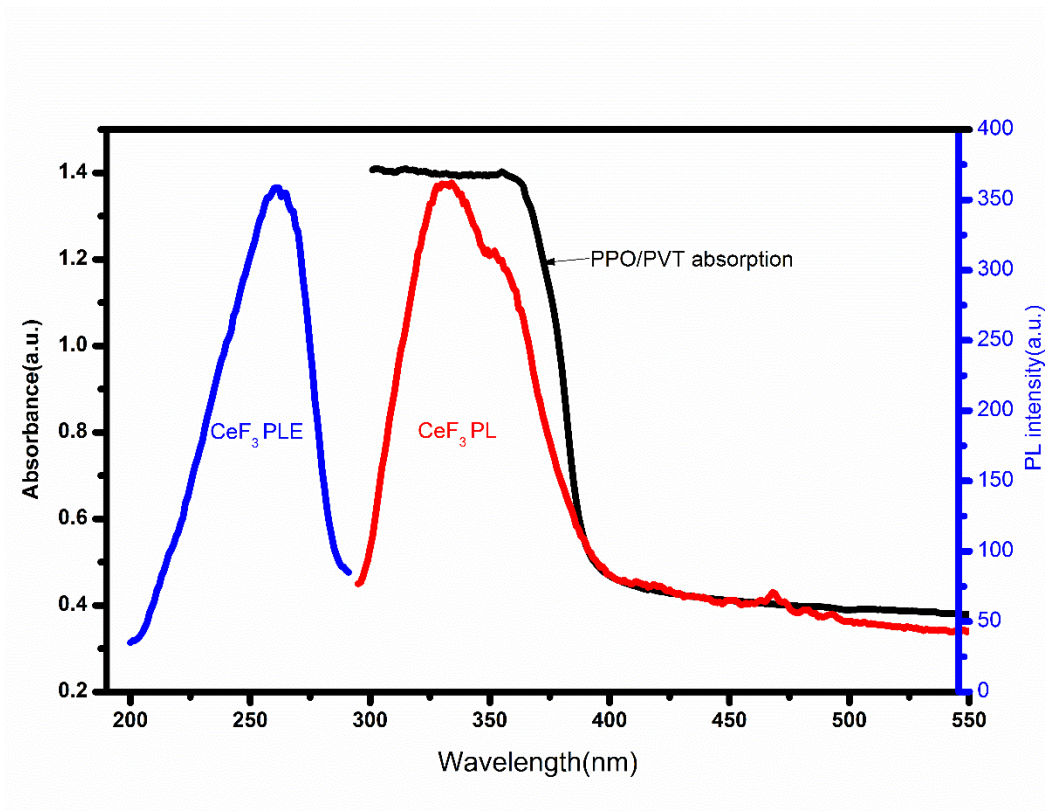 Absorbance(a.u.)
1.4
1.2
1.0
0.8
0.6
0.4
0.2
400
350
300
250
200
150
100
50
0
PL intensity(a.u.)
PPO/PVT absorption
CeF₃ PLE
CeF₃ PL
200 250 300 350 400 450 500 550
Wavelength(nm)